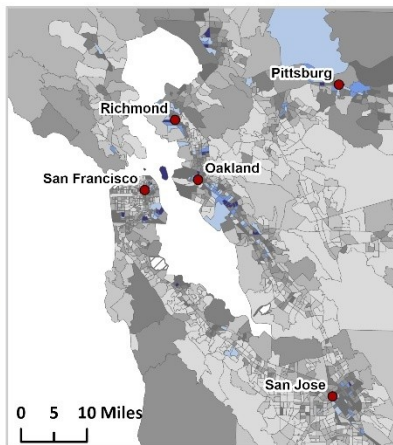 Pittsburg
Richmond
Oakland
San Francisco
San Jose
0 5 10 Miles